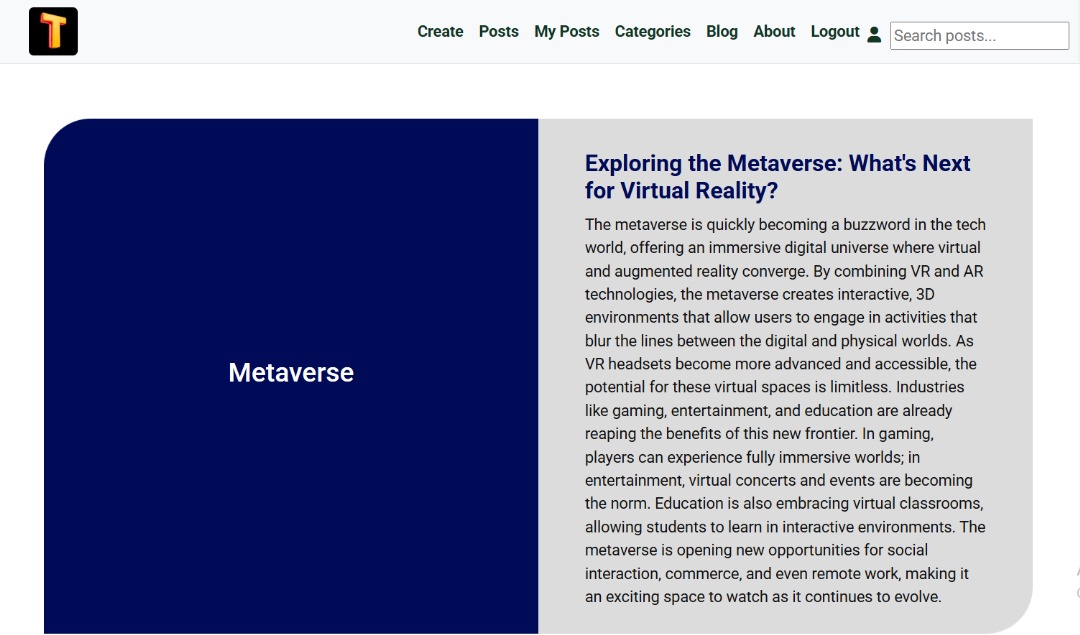 T
Create Posts My Posts Categories Blog About Logout Search posts...
Metaverse
Exploring the Metaverse: What's Next
for Virtual Reality?
The metaverse is quickly becoming a buzzword in the tech
world, offering an immersive digital universe where virtual
and augmented reality converge. By combining VR and AR
technologies, the metaverse creates interactive, 3D
environments that allow users to engage in activities that
blur the lines between the digital and physical worlds. As
VR headsets become more advanced and accessible, the
potential for these virtual spaces is limitless. Industries
like gaming, entertainment, and education are already
reaping the benefits of this new frontier. In gaming,
players can experience fully immersive worlds; in
entertainment, virtual concerts and events are becoming
the norm. Education is also embracing virtual classrooms,
allowing students to learn in interactive environments. The
metaverse is opening new opportunities for social
interaction, commerce, and even remote work, making it
an exciting space to watch as it continues to evolve.